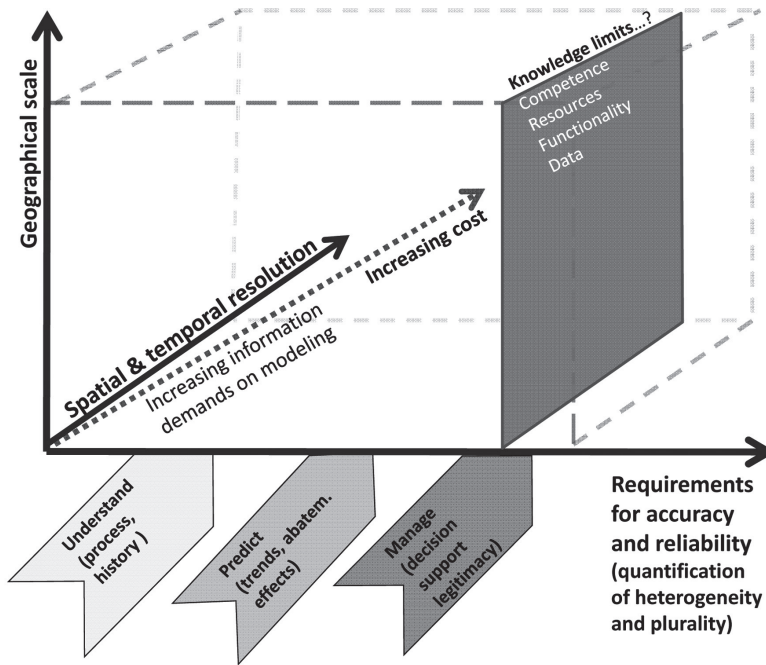 Geographical scale
Knowledge limits...?
Competence
Resources
Functionality
Data
Spatial & temporal resolution
Increasing cost
Increasing information
demands on modeling
Understand
(process,
history )
Predict
(trends, abatem.
effects)
Manage
(decision
support
legitimacy)
Requirements
for accuracy
and reliability
(quantification
of heterogeneity
and plurality)